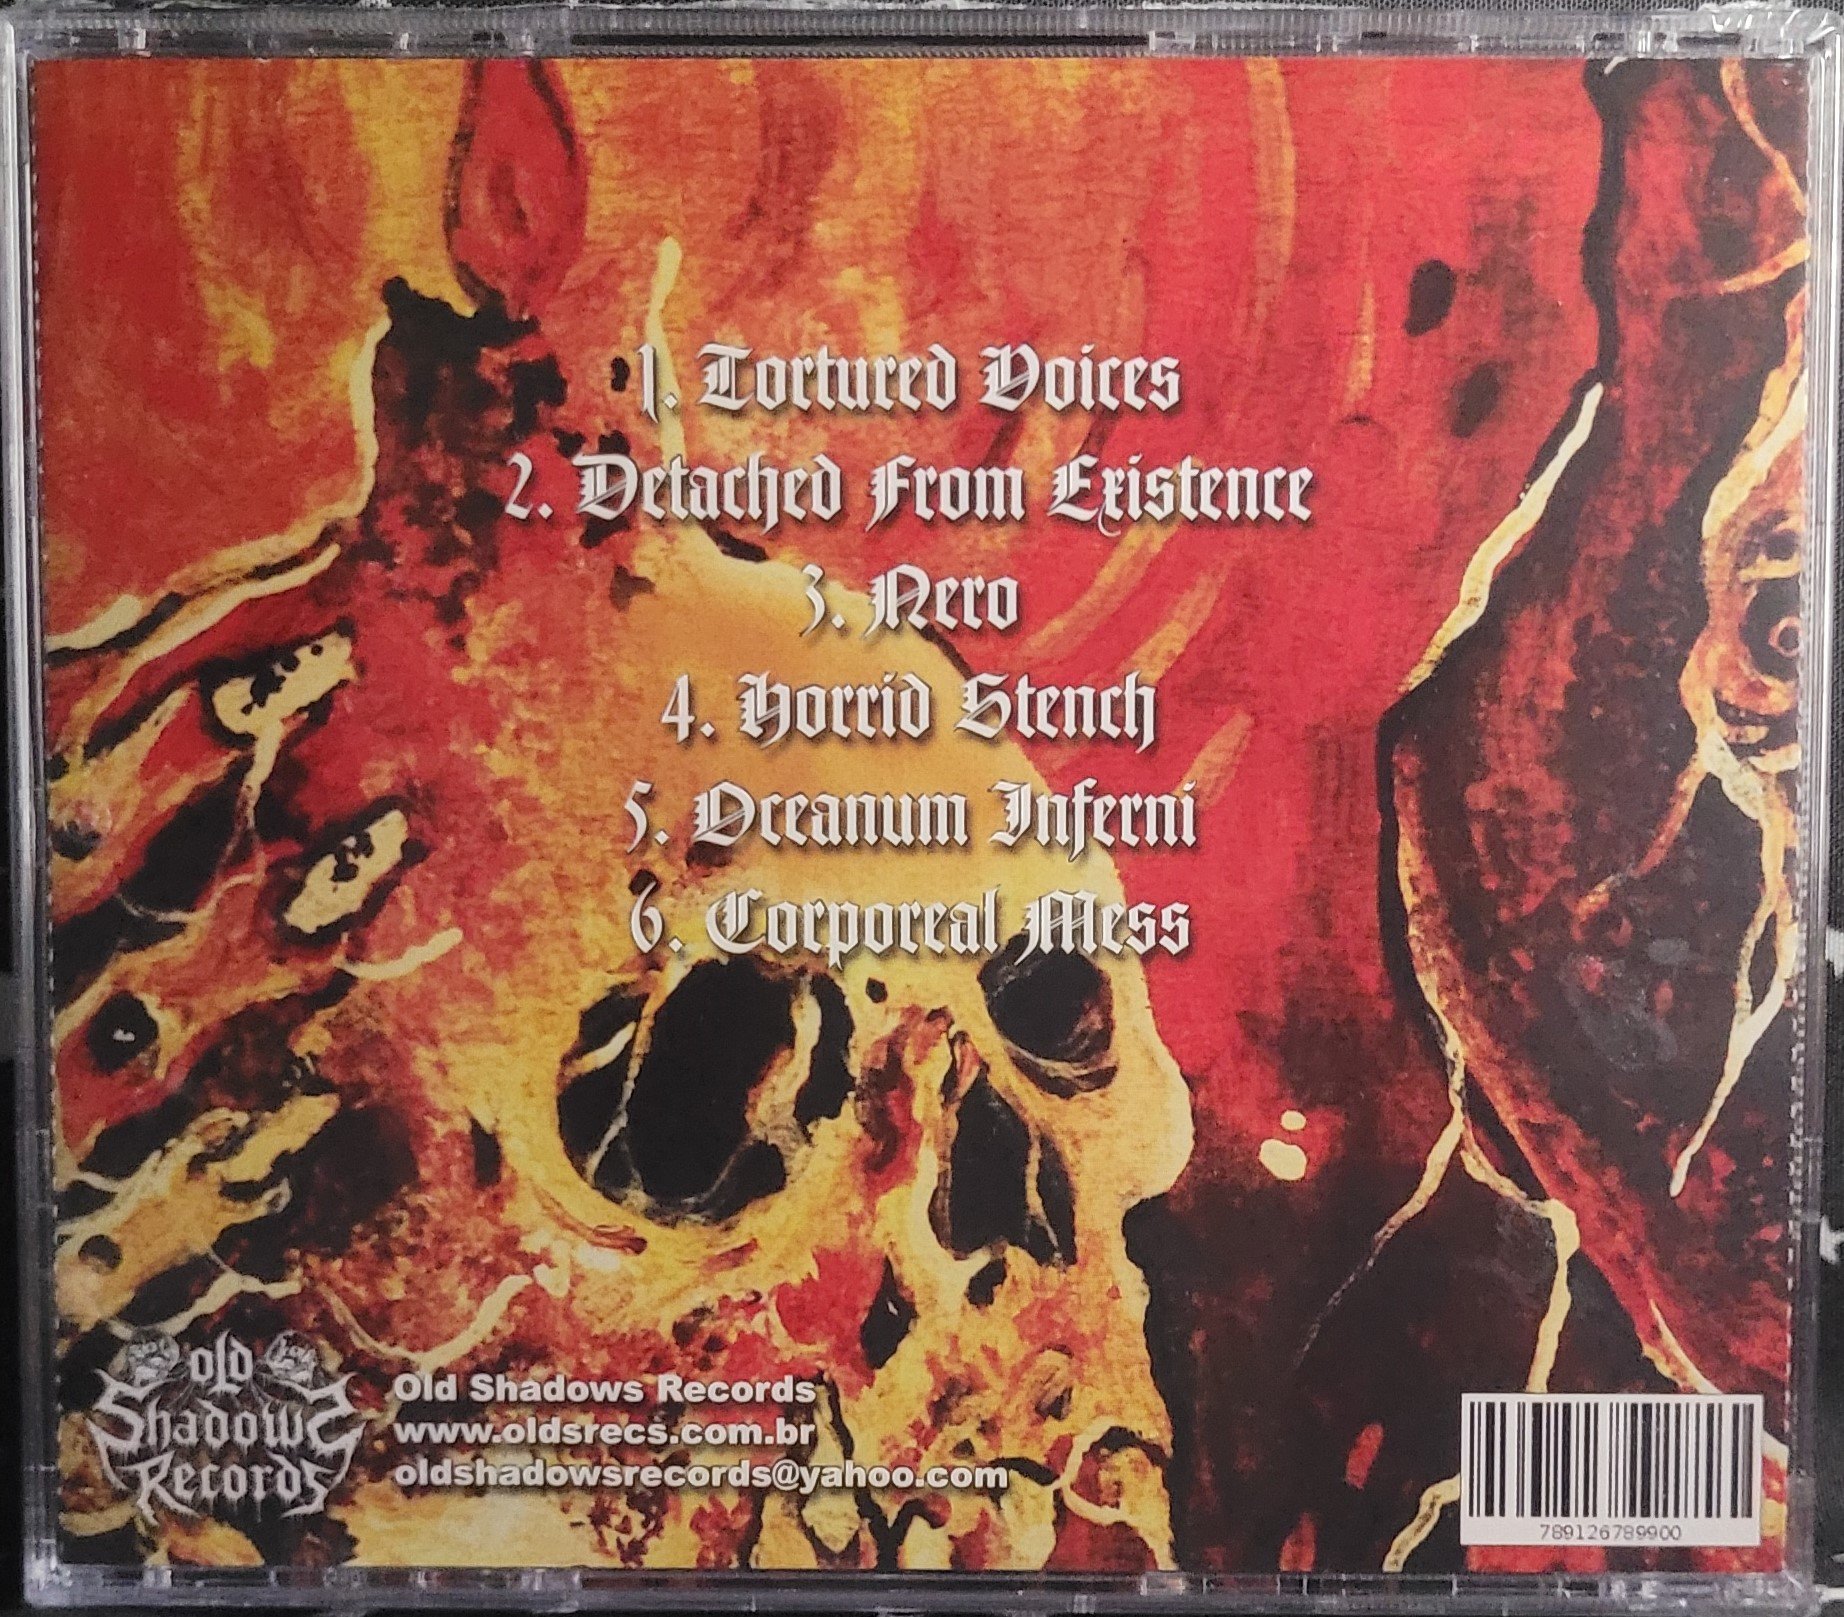 1. Tortured Voices
2. Detached From Existence
3. Nero
4. Horrid Stench
5. Oceanum Inferni
6. Corporeal Mess
Old
Shadows
Records
Old Shadows Records
www.oldsrecs.com.br
oldshadowsrecords@yahoo.com
789126789900